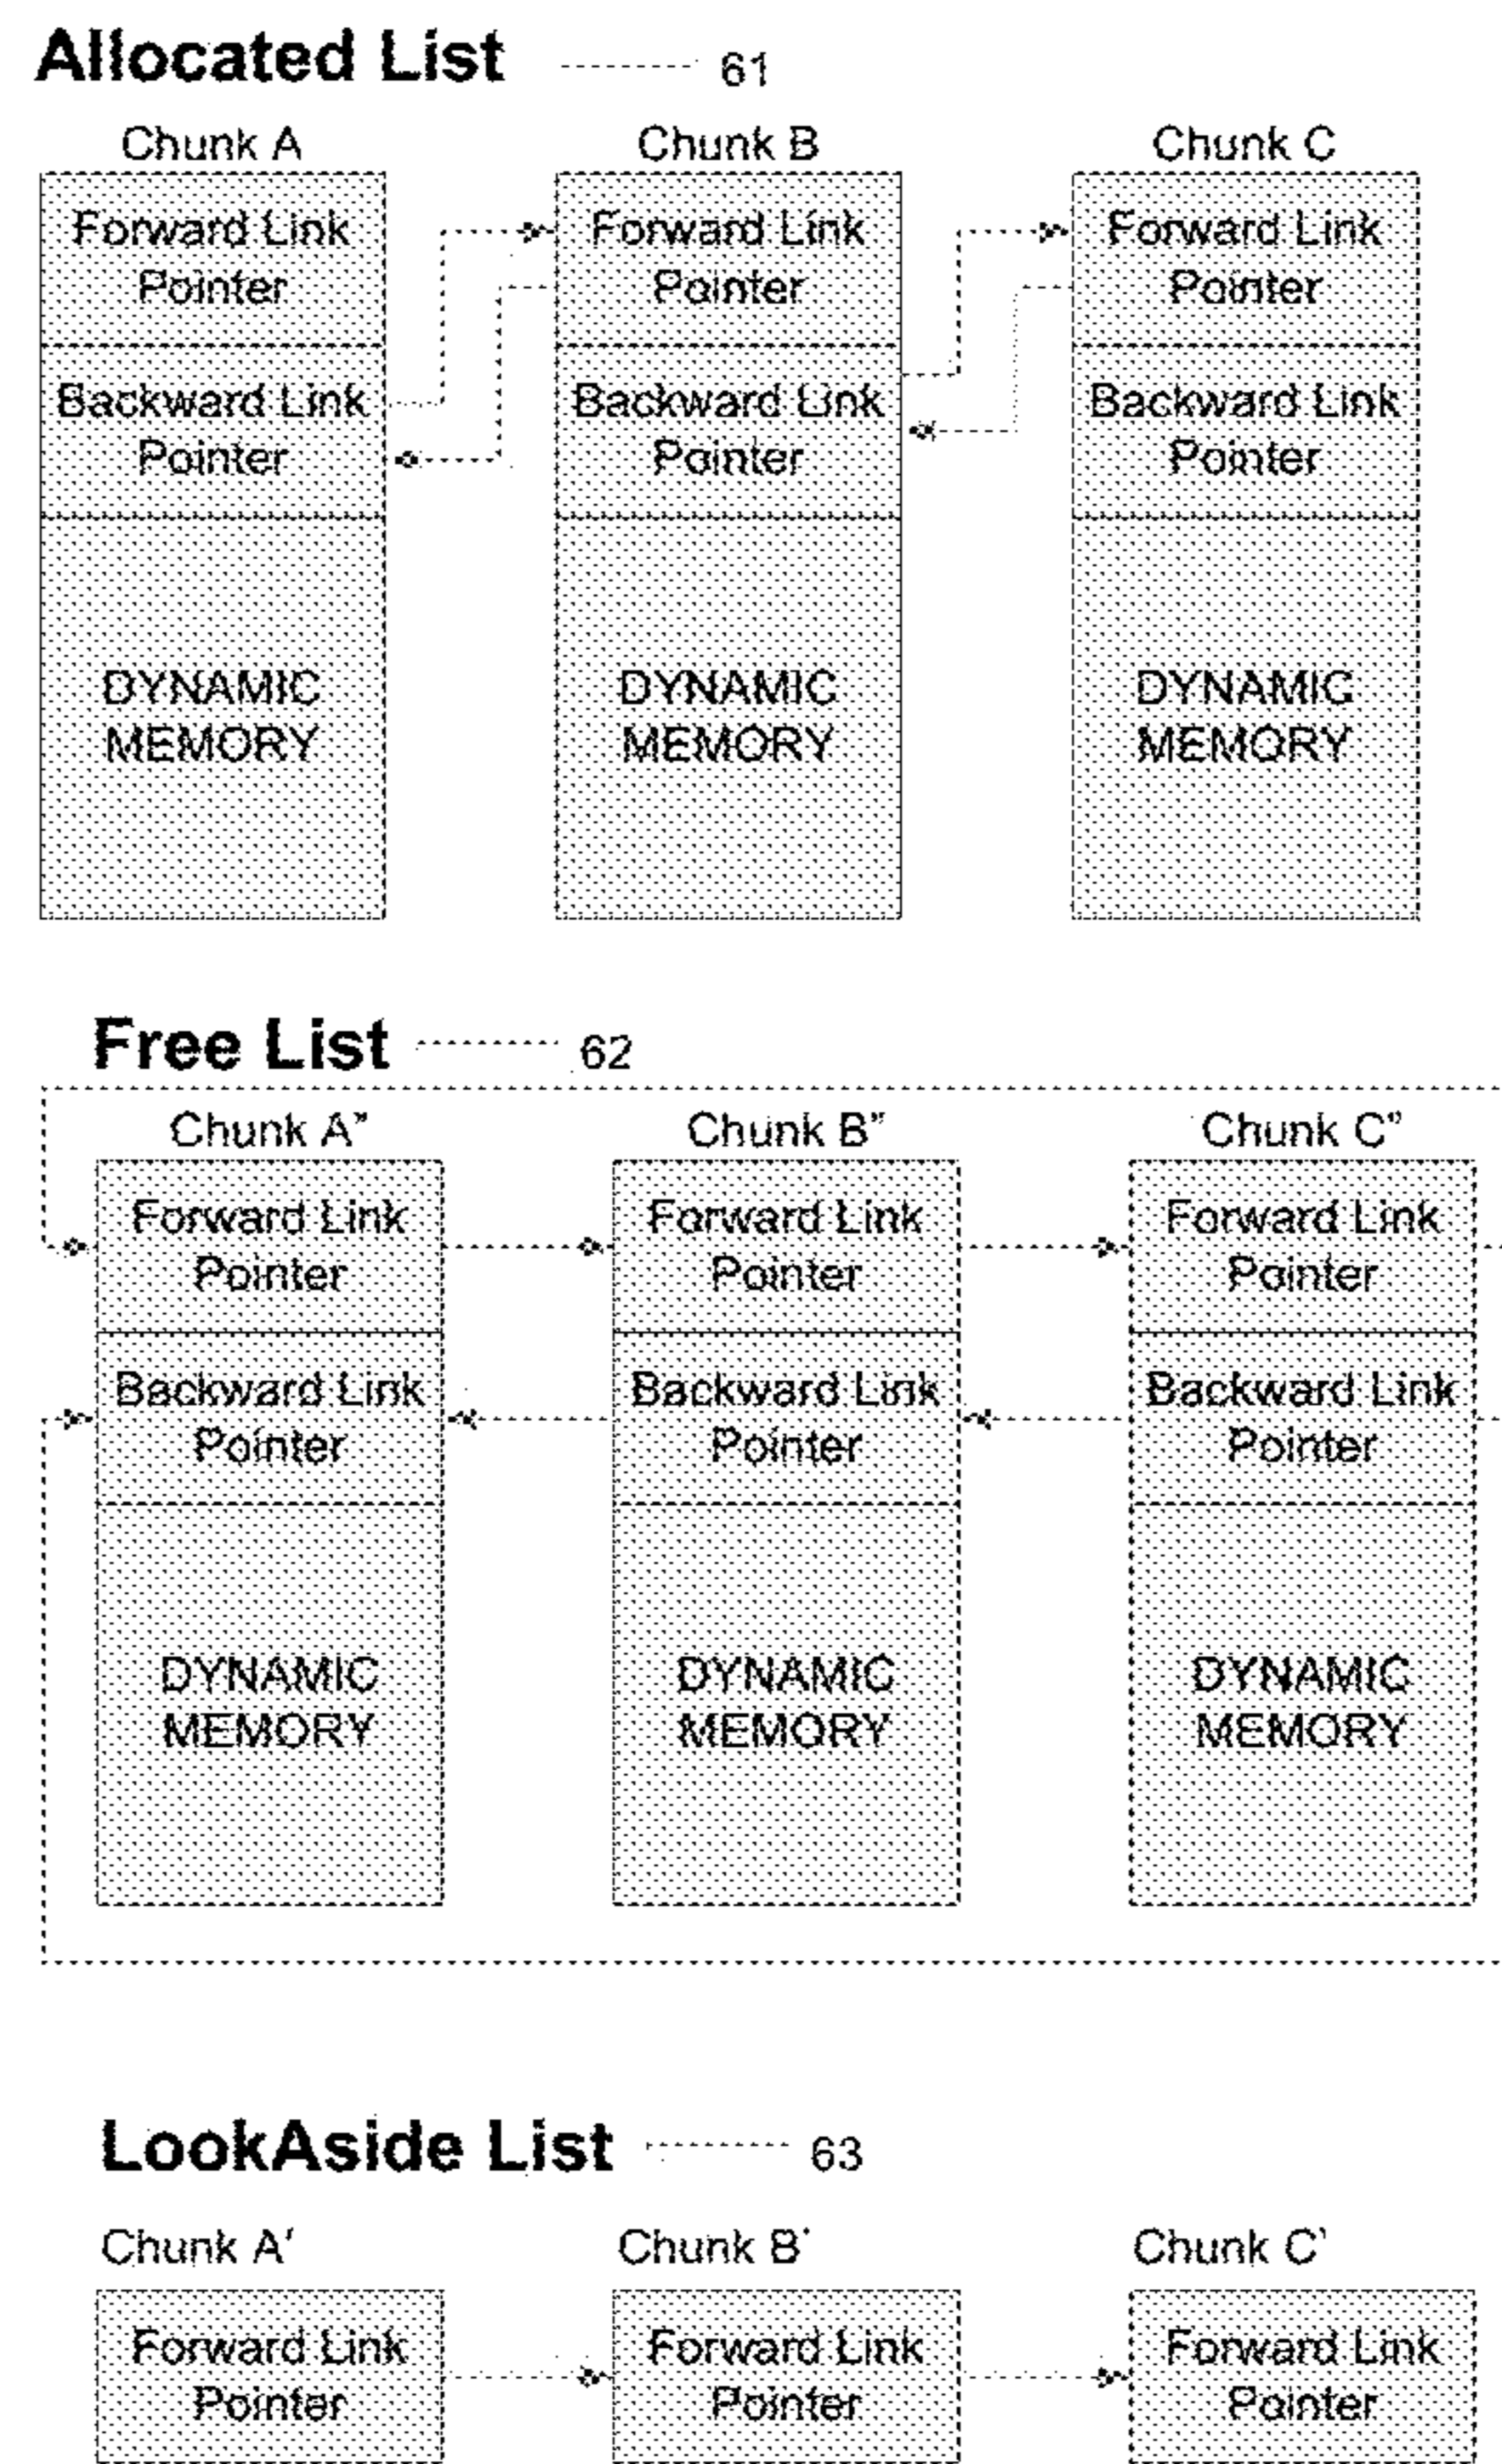 Allocated List 61
Chunk A Chunk B Chunk C
Forward Link Forward Link Forward Link
Pointer Pointer Pointer
Backward Link Backward Link Backward Link
Pointer Pointer Pointer
DYNAMIC DYNAMIC DYNAMIC
MEMORY MEMORY MEMORY
Free List 62
Chunk A" Chunk B" Chunk C"
Forward Link Forward Link Forward Link
Pointer Pointer Pointer
Backward Link Backward Link Backward Link
Pointer Pointer Pointer
DYNAMIC DYNAMIC DYNAMIC
MEMORY MEMORY MEMORY
LookAside List 63
Chunk A' Chunk B' Chunk C'
Forward Link Forward Link Forward Link
Pointer Pointer Pointer